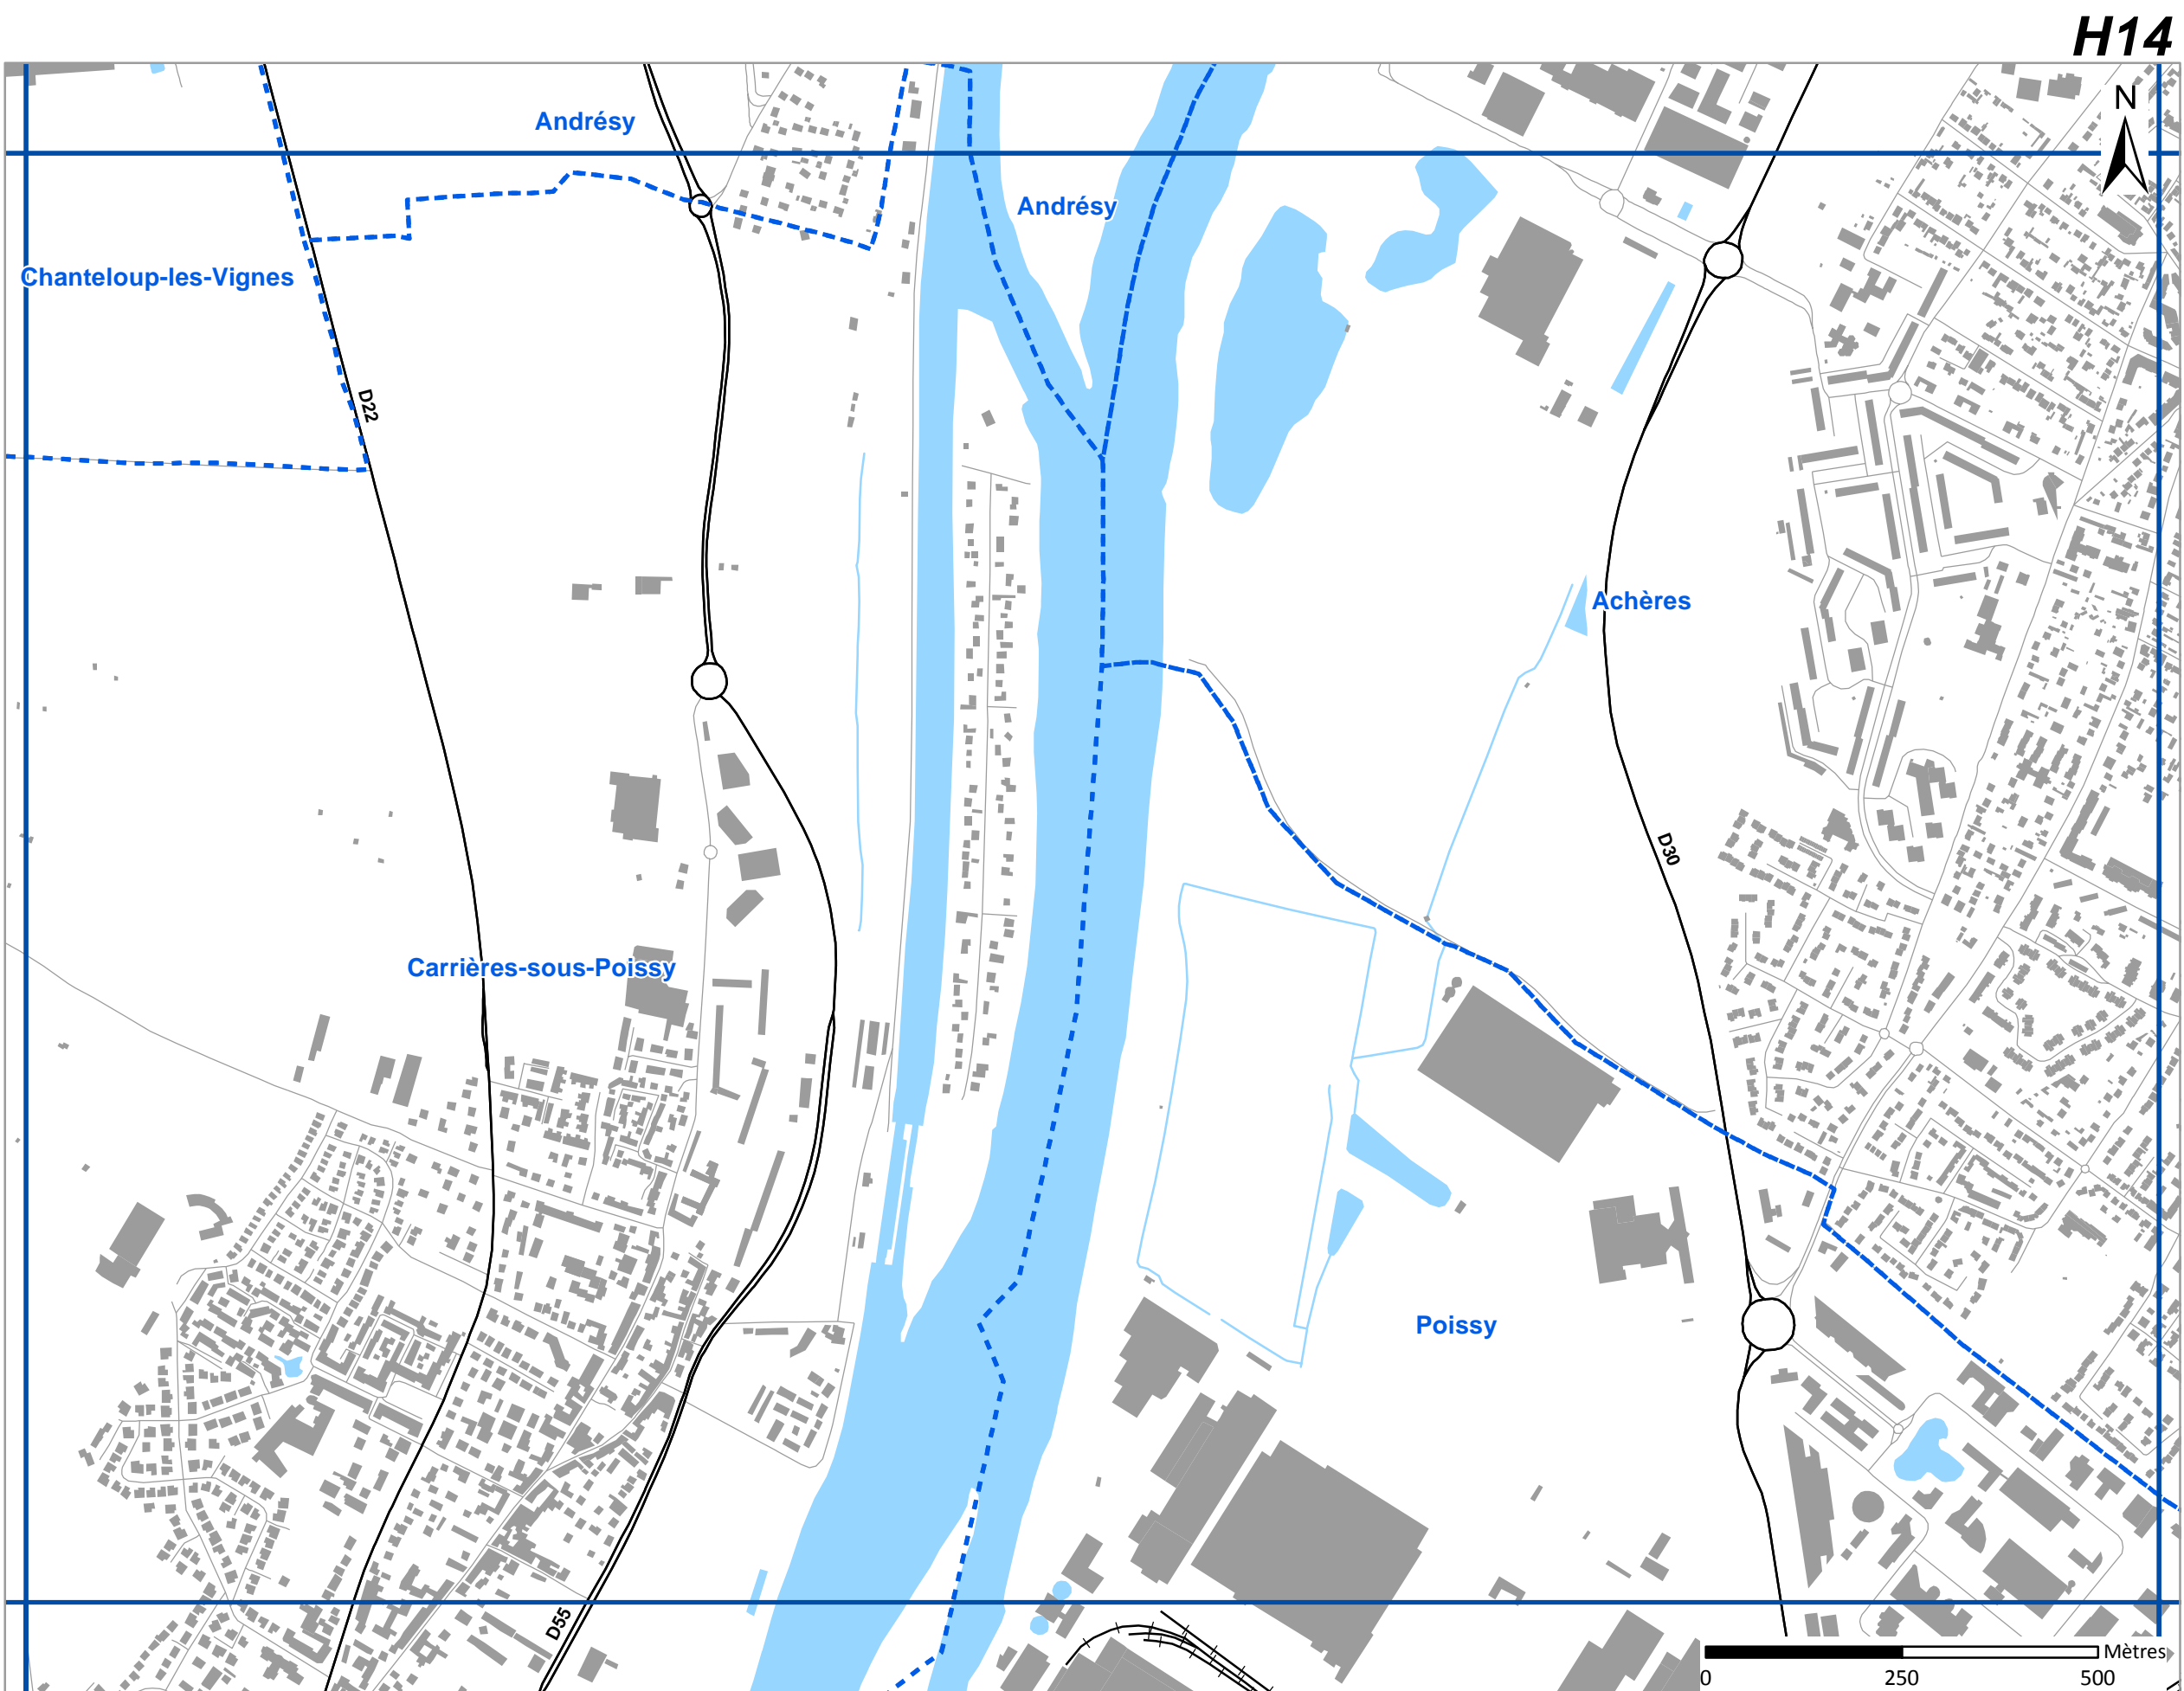 H14
N
Andrésy
Andrésy
Chanteloup-les-Vignes
D22
Achères
D30
Carrières-sous-Poissy
Poissy
D55
Mètres
0 250 500